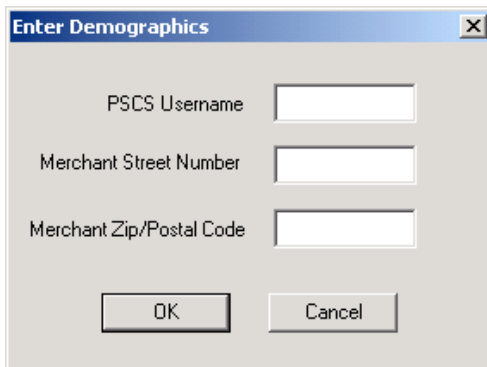 Enter Demographics
PSCS Username
Merchant Street Number
Merchant Zip/Postal Code
OK Cancel